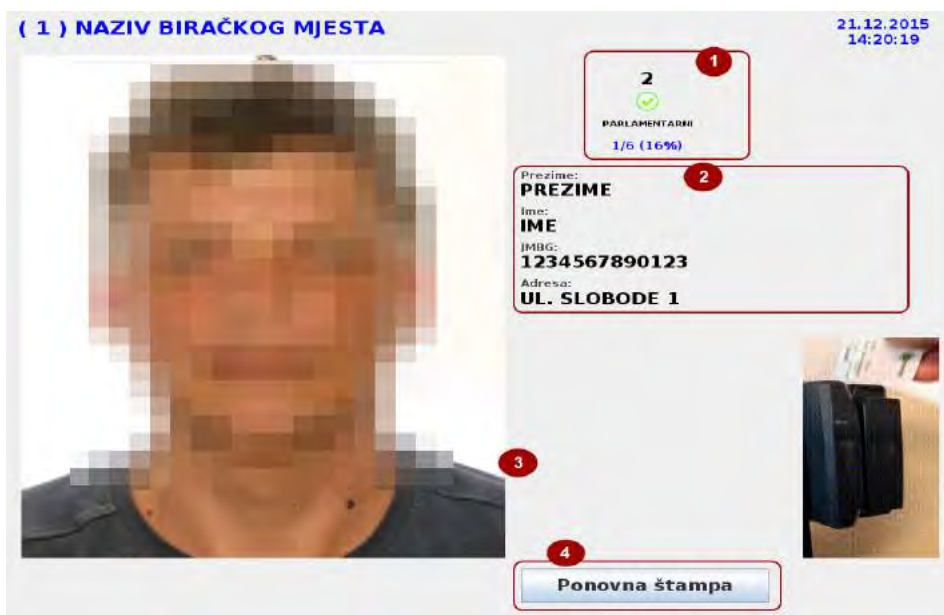 ( 1 ) NAZIV BIRAČKOG MJESTA
21.12.2015
14:20:19
1
2
PARLAMENTARNI
1/6 (16%)
2
Prezime:
PREZIME
Ime:
IME
JMBG:
1234567890123
Adresa:
UL. SLOBODE 1
3
4
Ponovna štampa